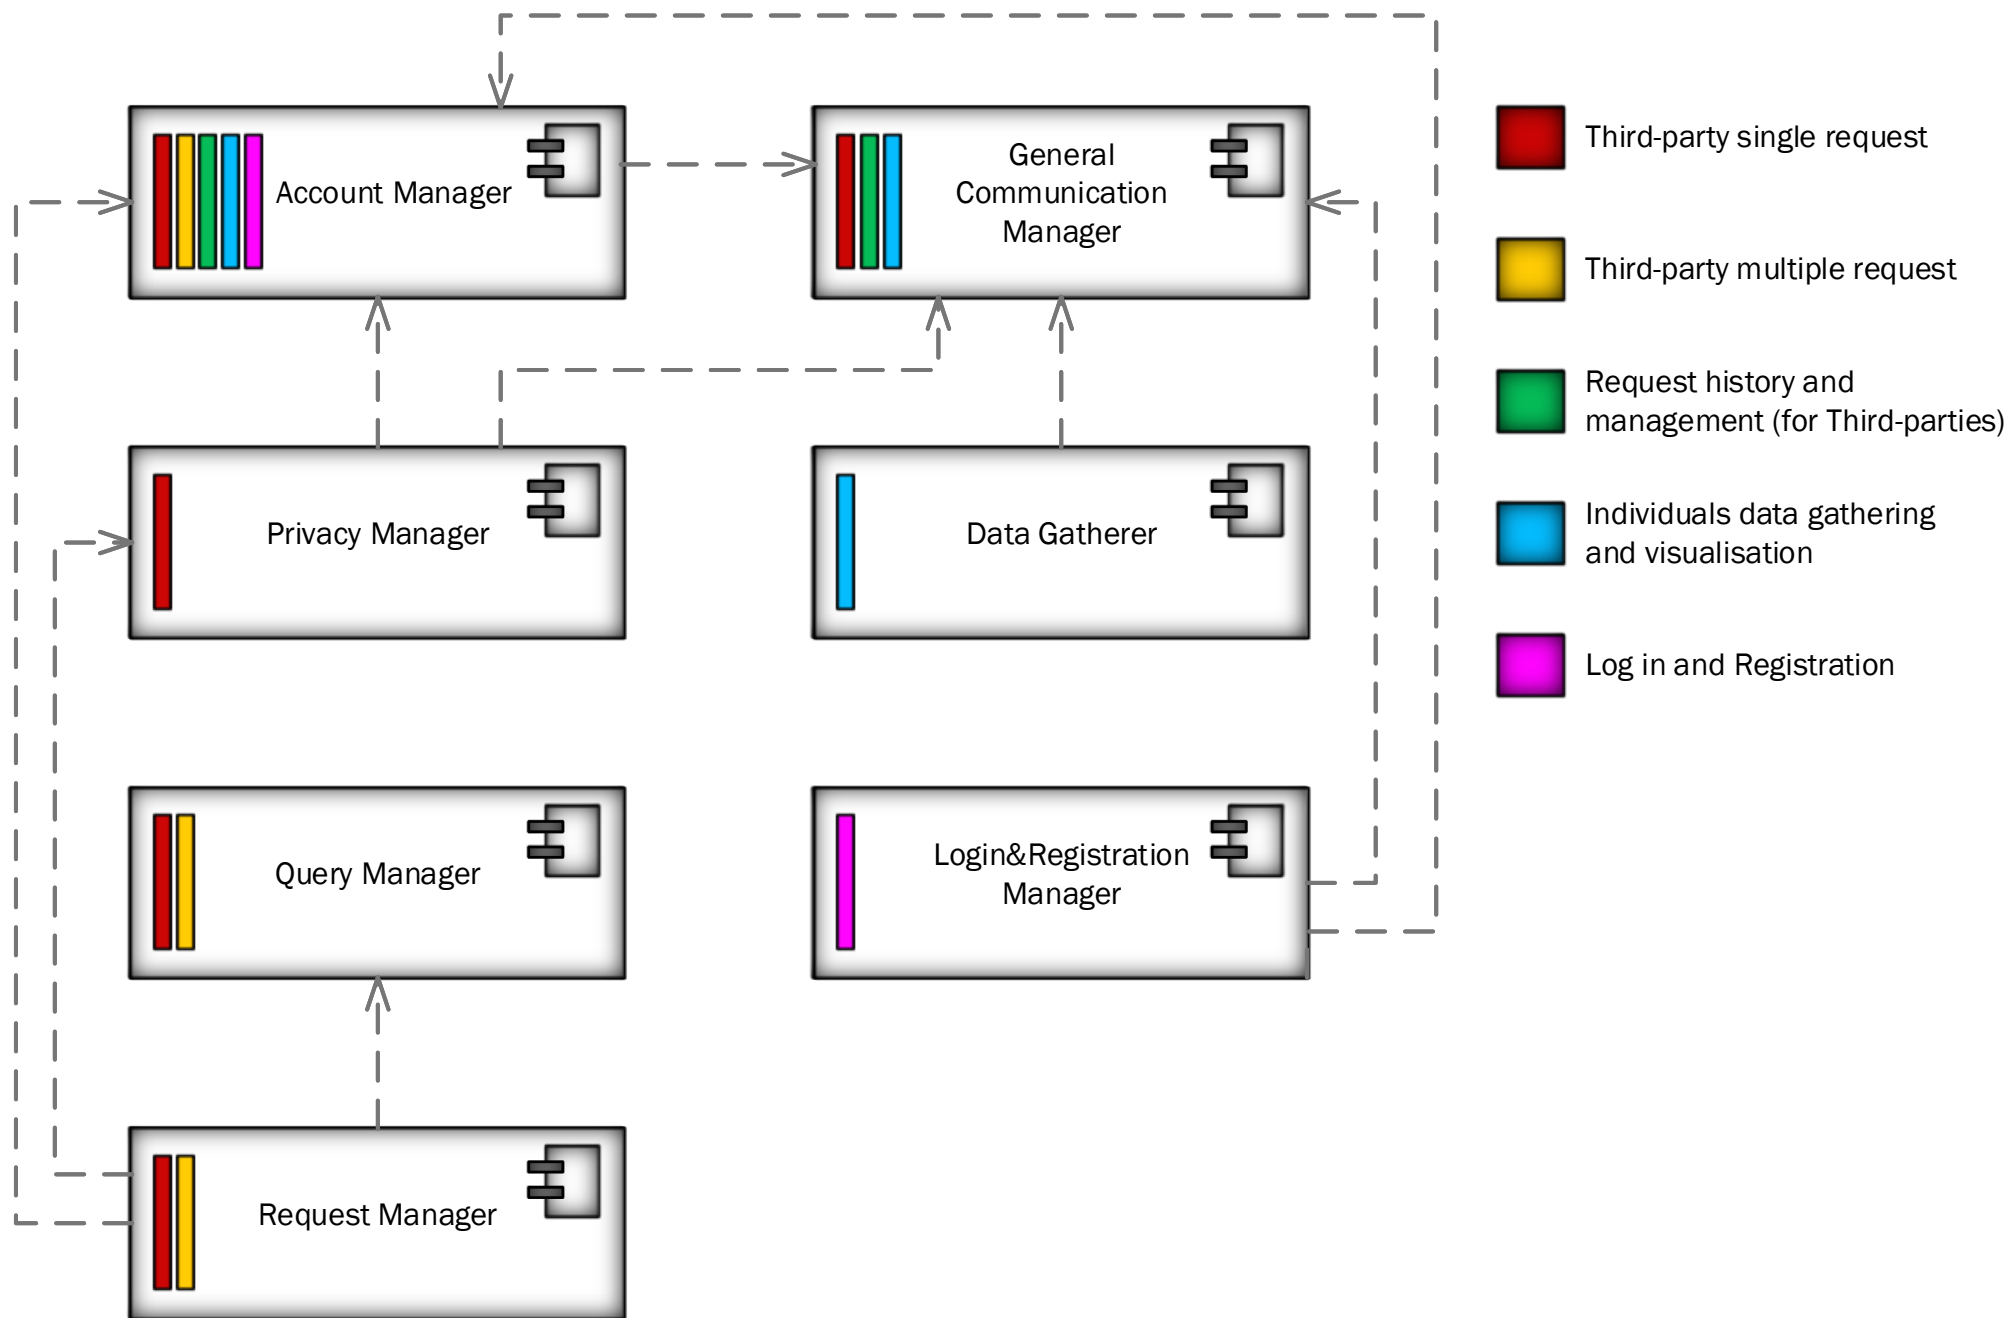 Account Manager
General
Communication
Manager
Privacy Manager
Data Gatherer
Query Manager
Login&Registration
Manager
Request Manager
Third-party single request
Third-party multiple request
Request history and
management (for Third-parties)
Individuals data gathering
and visualisation
Log in and Registration